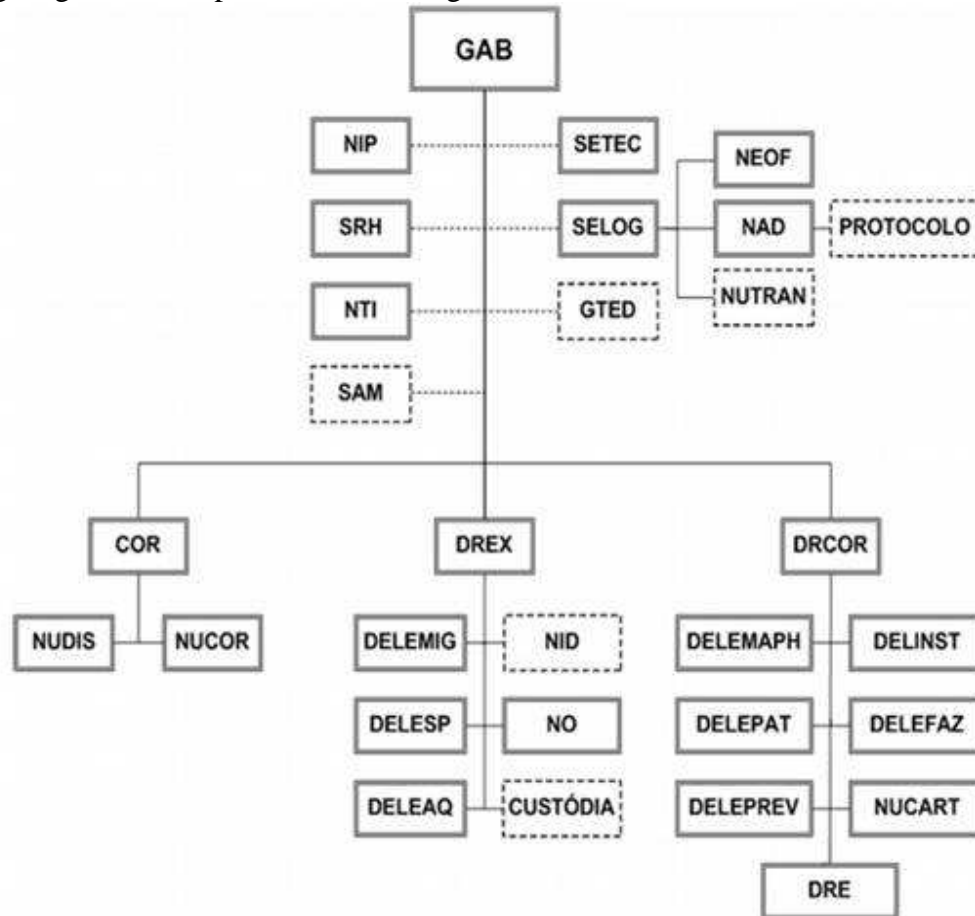 GAB
NIP
SETEC
NEOF
SRH
SELOG
NAD
PROTOCOLO
NTI
GTED
NUTRAN
SAM
COR
DREX
DRCOR
NUDIS
NUCOR
DELEMIG
NID
DELEMAPH
DELINST
DELESP
NO
DELEPAT
DELEFAZ
DELEAQ
CUSTÓDIA
DELEPREV
NUCART
DRE